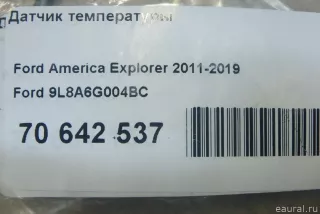 Датчик температуры
Ford America Explorer 2011-2019
Ford 9L8A6G004BC
70 642 537
eaural.ru